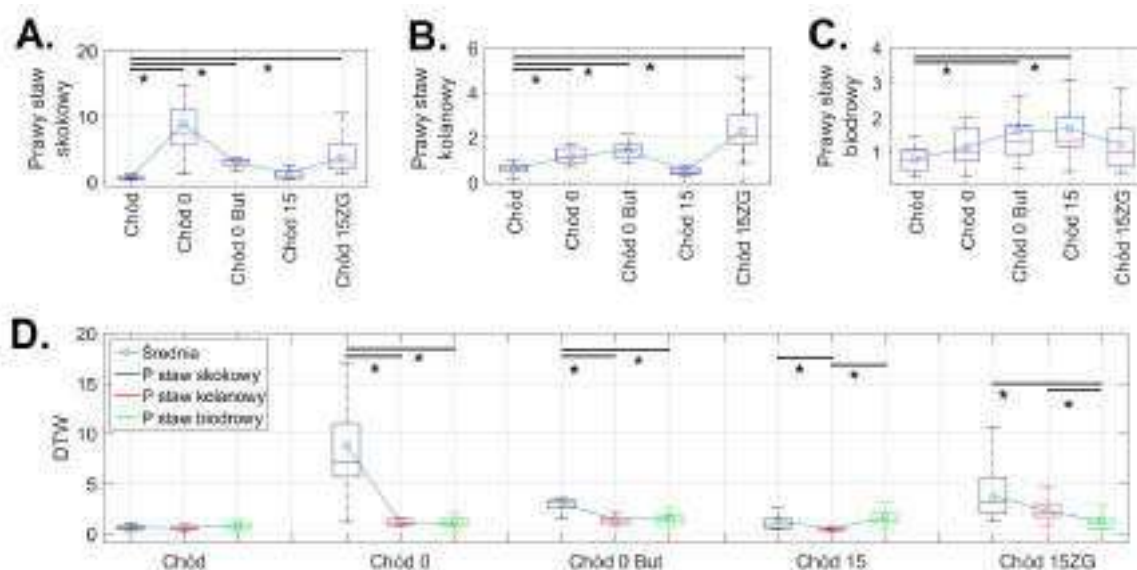 A.
20
10
0
Prawy staw
skokowy
*
*
*
Chód
Chód 0
Chód 0 But
Chód 15
Chód 15ZG
B.
6
4
2
0
Prawy staw
kolanowy
*
*
*
Chód
Chód 0
Chód 0 But
Chód 15
Chód 15ZG
C.
4
3
2
1
Prawy staw
biodrowy
*
*
Chód
Chód 0
Chód 0 But
Chód 15
Chód 15ZG
D.
20
15
10
5
0
DTW
Średnia
P staw skokowy
P staw kolanowy
P staw biodrowy
*
*
*
*
*
*
*
*
Chód
Chód 0
Chód 0 But
Chód 15
Chód 15ZG